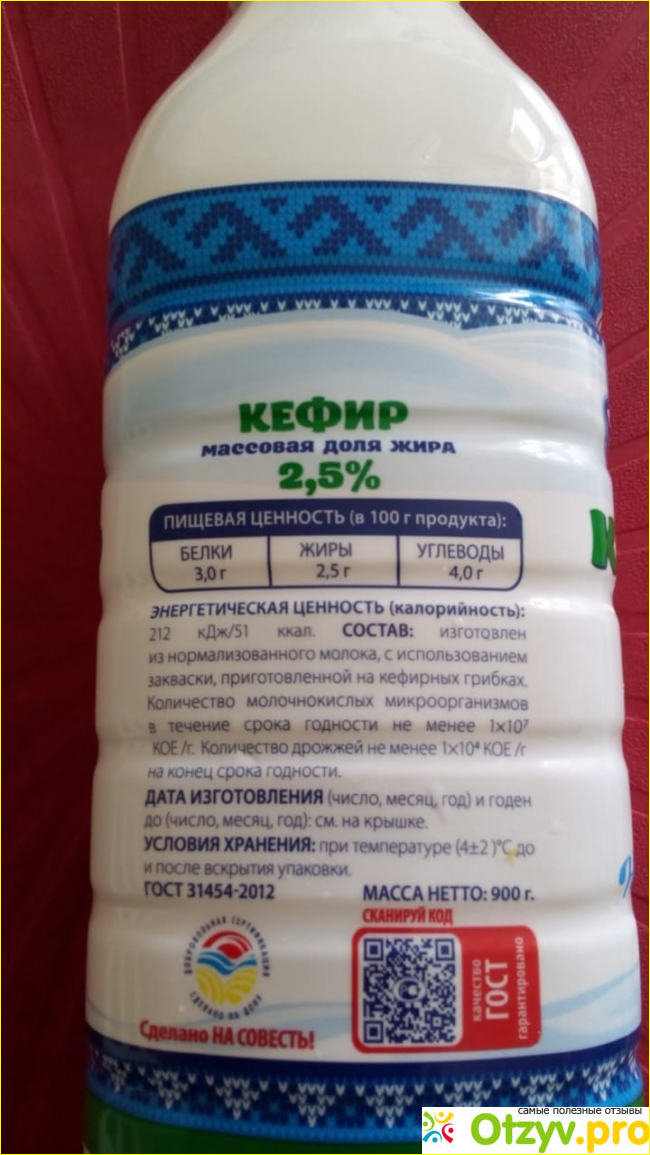 КЕФИР
массовая доля жира
2,5%
ПИЩЕВАЯ ЦЕННОСТЬ (в 100 г продукта):
БЕЛКИ ЖИРЫ УГЛЕВОДЫ
3,0 г 2,5 г 4,0 г
ЭНЕРГЕТИЧЕСКАЯ ЦЕННОСТЬ (калорийность):
212 кДж/51 ккал. СОСТАВ: изготовлен
из нормализованного молока, с использованием
закваски, приготовленной на кефирных грибках.
Количество молочнокислых микроорганизмов
в течение срока годности не менее 1×10⁷
КОЕ /г. Количество дрожжей не менее 1×10⁴ КОЕ /г
на конец срока годности.
ДАТА ИЗГОТОВЛЕНИЯ (число, месяц, год) и годен
до (число, месяц, год): см. на крышке.
УСЛОВИЯ ХРАНЕНИЯ: при температуре (4±2 )°С до
и после вскрытия упаковки.
ГОСТ 31454-2012 МАССА НЕТТО: 900 г.
СКАНИРУЙ КОД
ДОБРОВОЛЬНАЯ СЕРТИФИКАЦИЯ
СДЕЛАНО НА ДОНУ
качество
ГОСТ
гарантировано
Сделано НА СОВЕСТЬ!
самые полезные отзывы
Otzyv.pro